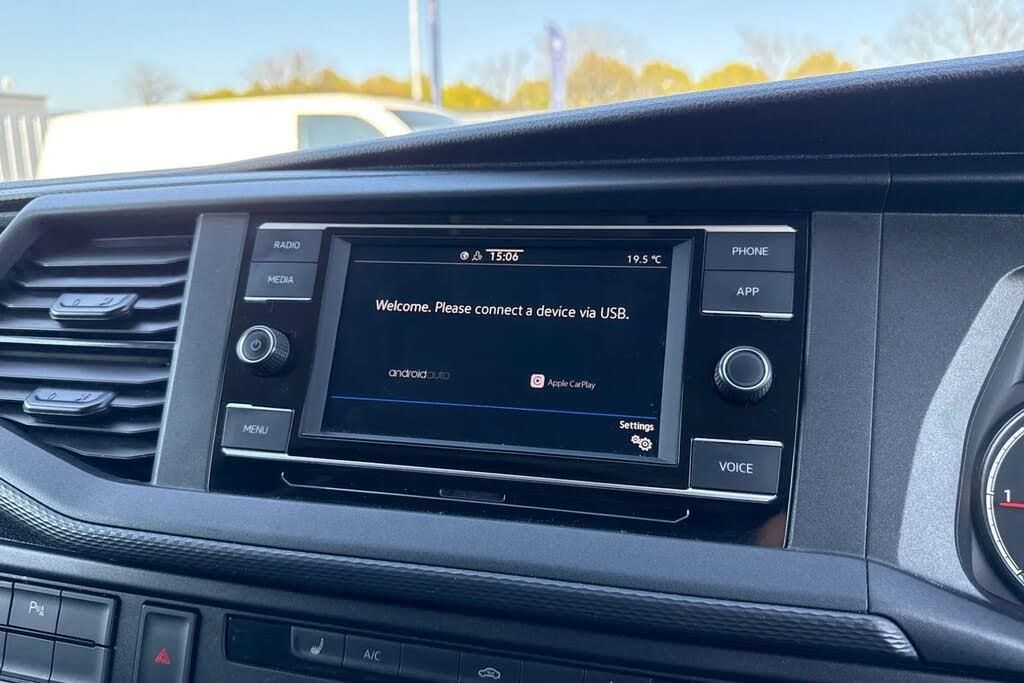 RADIO
MEDIA
MENU
15:06
19.5 °C
Welcome. Please connect a device via USB.
androidauto
Apple CarPlay
Settings
PHONE
APP
VOICE
1
P
A/C